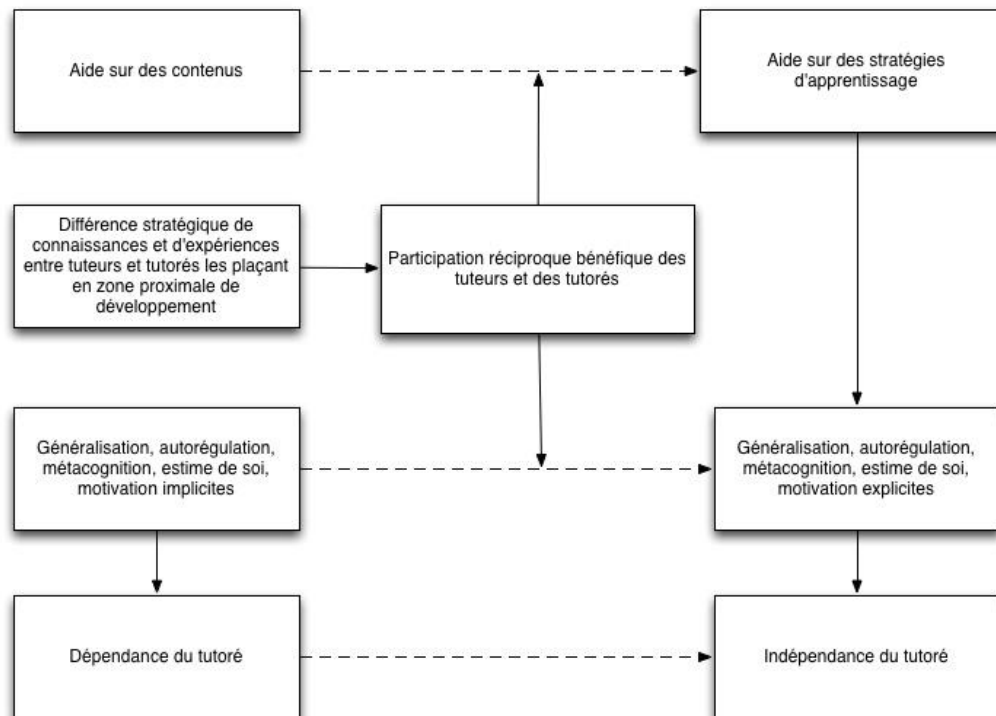 Aide sur des contenus
Aide sur des stratégies
d'apprentissage
Différence stratégique de
connaissances et d'expériences
entre tuteurs et tutorés les plaçant
en zone proximale de
développement
Participation réciproque bénéfique des
tuteurs et des tutorés
Généralisation, autorégulation,
métacognition, estime de soi,
motivation implicites
Généralisation, autorégulation,
métacognition, estime de soi,
motivation explicites
Dépendance du tutoré
Indépendance du tutoré